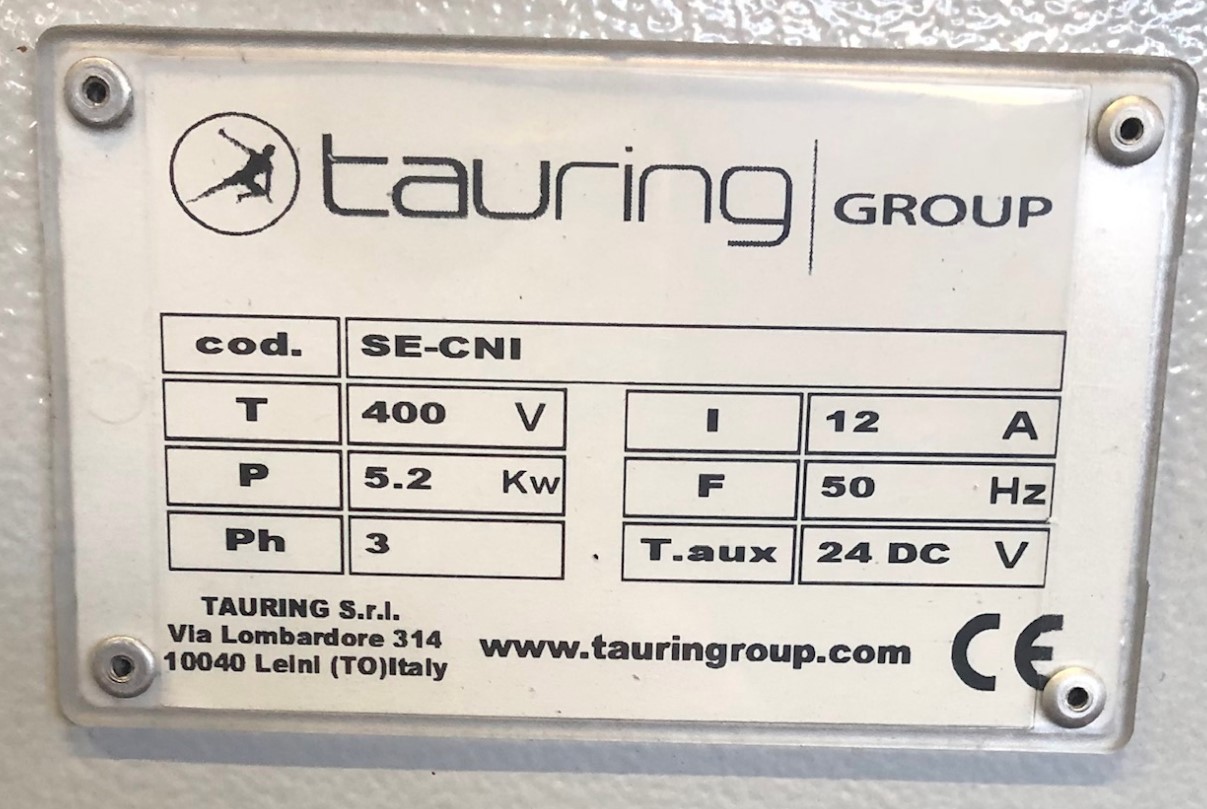 tauring GROUP
cod. SE-CNI
T 400 V I 12 A
P 5.2 Kw F 50 Hz
Ph 3 T.aux 24 DC V
TAURING S.r.l.
Via Lombardore 314
10040 Leini (TO)Italy
www.tauringroup.com
CE